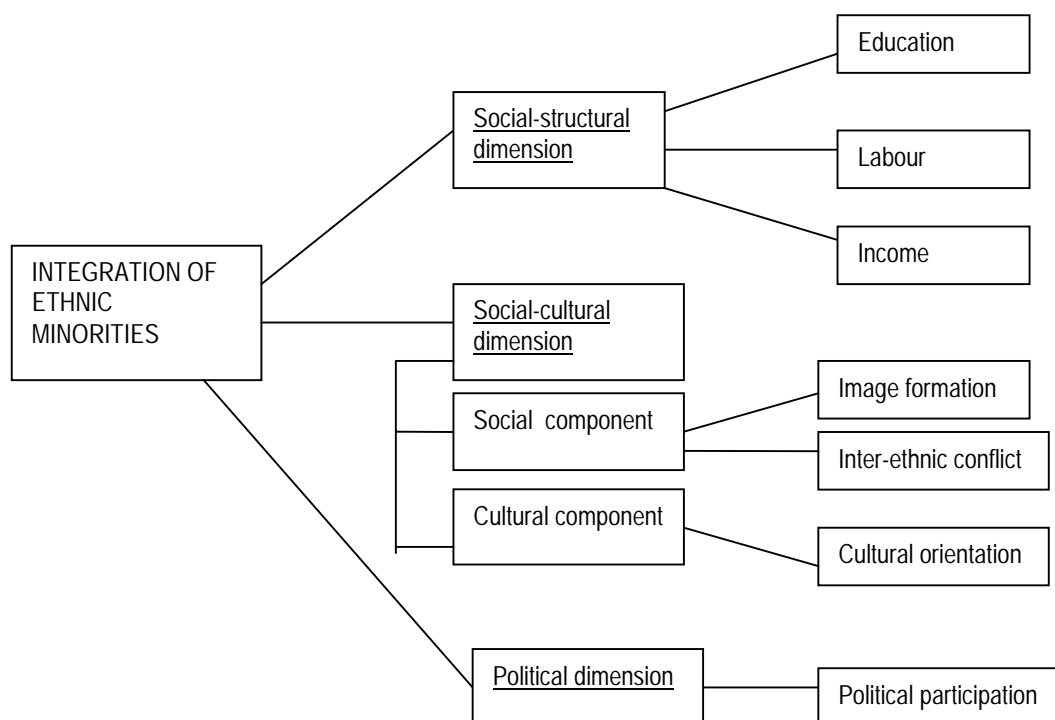 Education
Social-structural
dimension
Labour
Income
INTEGRATION OF
ETHNIC
MINORITIES
Social-cultural
dimension
Image formation
Social component
Inter-ethnic conflict
Cultural component
Cultural orientation
Political dimension
Political participation